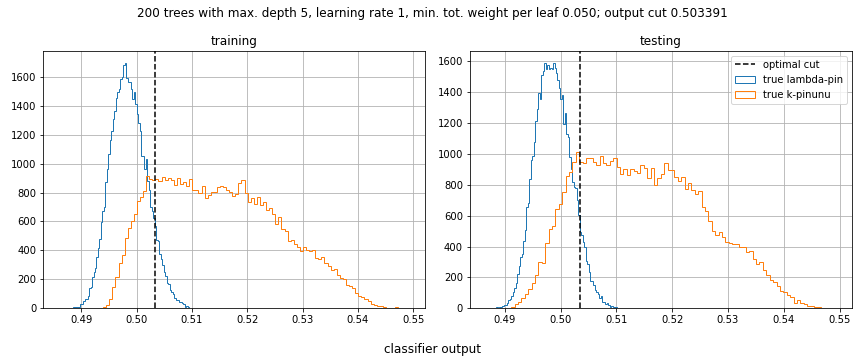 200 trees with max. depth 5, learning rate 1, min. tot. weight per leaf 0.050; output cut 0.503391
training
testing
1600
1400
1200
1000
800
600
400
200
0
0.49 0.50 0.51 0.52 0.53 0.54 0.55
1600
1400
1200
1000
800
600
400
200
0
0.49 0.50 0.51 0.52 0.53 0.54 0.55
optimal cut
true lambda-pin
true k-pinunu
classifier output